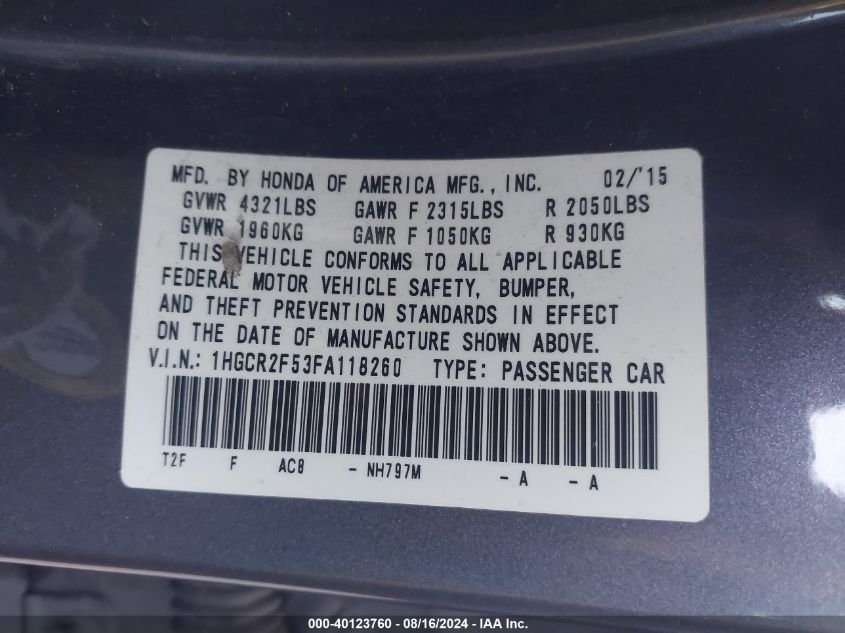 MFD. BY HONDA OF AMERICA MFG., INC. 02/'15
GVWR 4321LBS GAWR F 2315LBS R 2050LBS
GVWR 1960KG GAWR F 1050KG R 930KG
THIS VEHICLE CONFORMS TO ALL APPLICABLE
FEDERAL MOTOR VEHICLE SAFETY, BUMPER,
AND THEFT PREVENTION STANDARDS IN EFFECT
ON THE DATE OF MANUFACTURE SHOWN ABOVE.
V.I.N.: 1HGCR2F53FA118260 TYPE: PASSENGER CAR
T2F F AC8 - NH797M - A - A
000-40123760 - 08/16/2024 - IAA Inc.